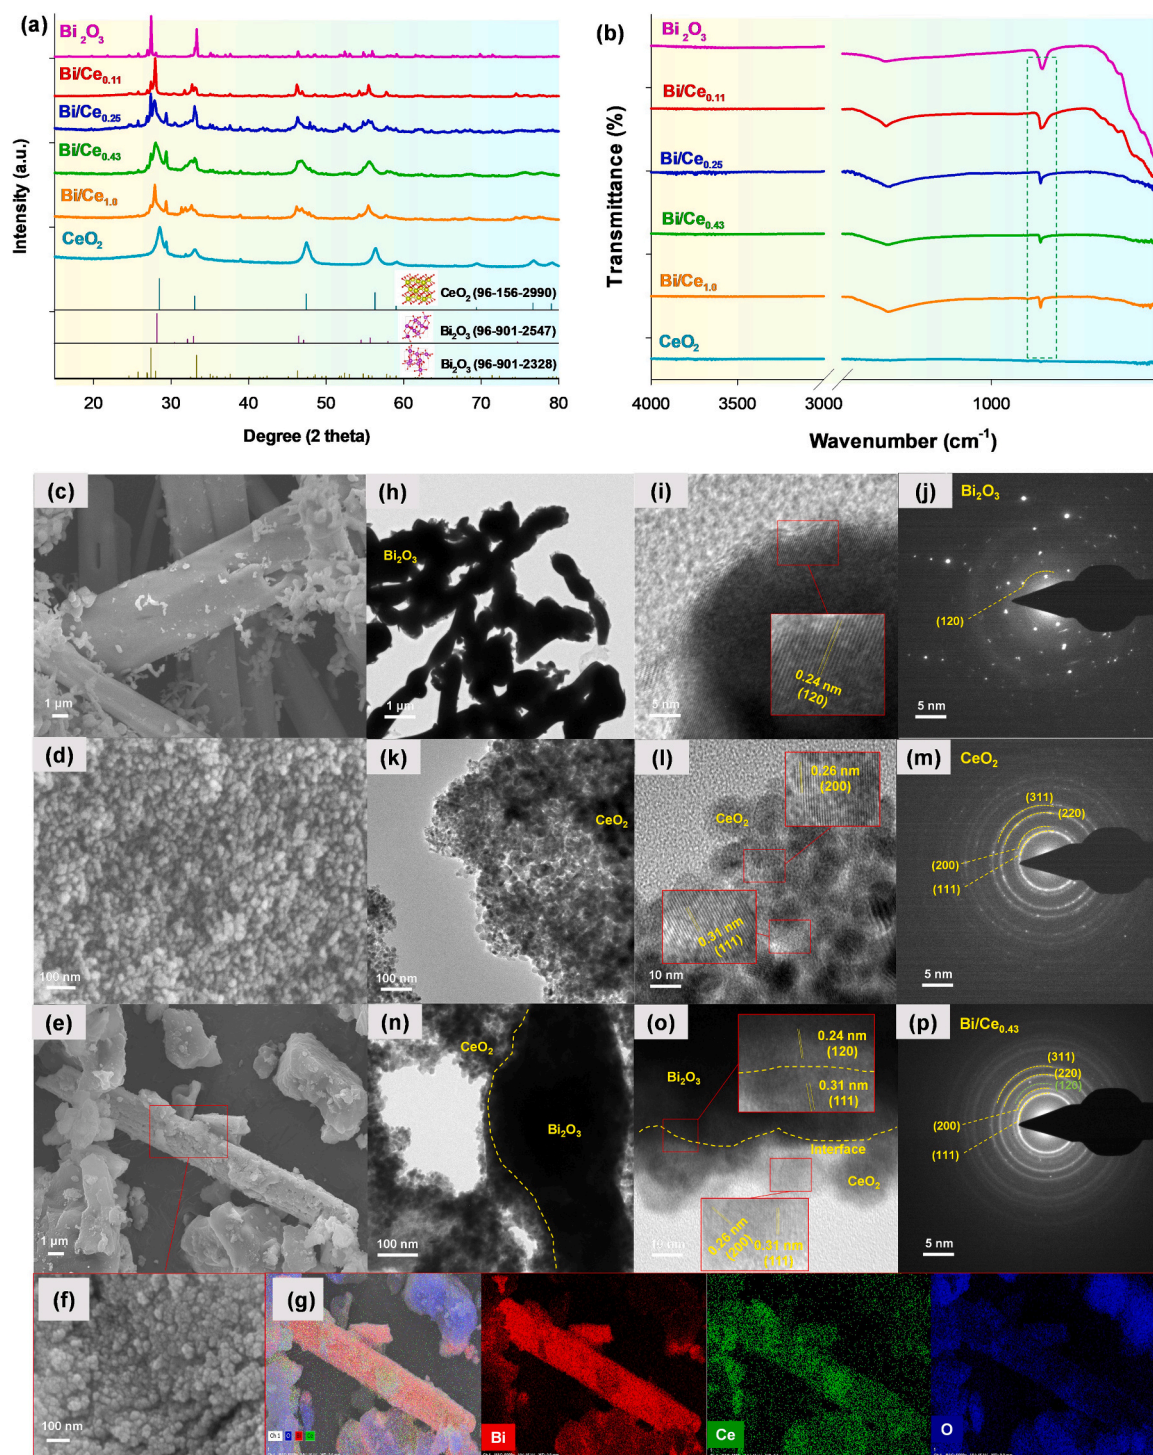 (a)
Bi₂O₃
Bi/Ce₀.₁₁
Bi/Ce₀.₂₅
Bi/Ce₀.₄₃
Bi/Ce₁.₀
CeO₂
CeO₂ (96-156-2990)
Bi₂O₃ (96-901-2547)
Bi₂O₃ (96-901-2328)
Intensity (a.u.)
20 30 40 50 60 70 80
Degree (2 theta)
(b)
Bi₂O₃
Bi/Ce₀.₁₁
Bi/Ce₀.₂₅
Bi/Ce₀.₄₃
Bi/Ce₁.₀
CeO₂
Transmittance (%)
4000 3500 3000 1000
Wavenumber (cm⁻¹)
(c)
1 µm
(h)
Bi₂O₃
1 µm
(i)
0.24 nm
(120)
5 nm
(j)
Bi₂O₃
(120)
5 nm
(d)
100 nm
(k)
CeO₂
100 nm
(l)
0.26 nm
(200)
CeO₂
0.31 nm
(111)
10 nm
(m)
CeO₂
(311)
(220)
(200)
(111)
5 nm
(e)
1 µm
(n)
CeO₂
Bi₂O₃
100 nm
(o)
0.24 nm
(120)
Bi₂O₃
0.31 nm
(111)
Interface
CeO₂
0.26 nm
(200)
0.31 nm
(111)
(p)
Bi/Ce₀.₄₃
(311)
(220)
(120)
(200)
(111)
5 nm
(f)
100 nm
(g)
Ch 1
O
Bi
Ce
O